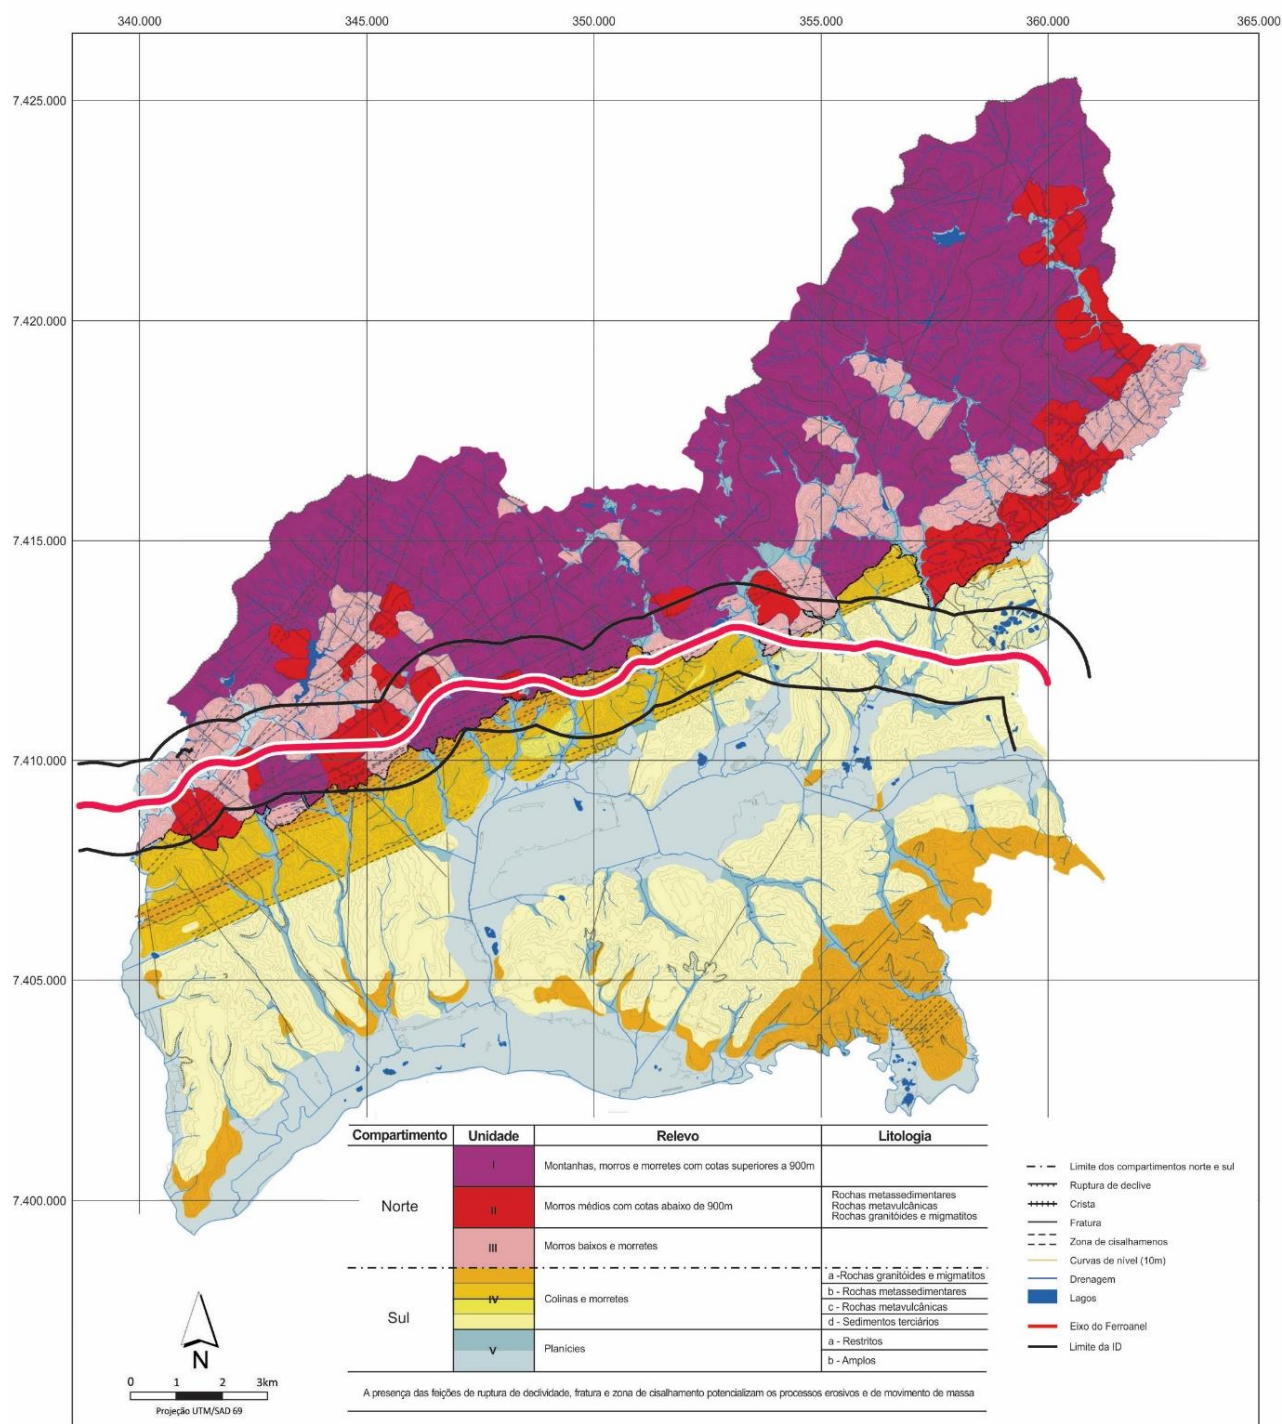 340.000 345.000 350.000 355.000 360.000 365.000
7.425.000
7.420.000
7.415.000
7.410.000
7.405.000
7.400.000
Compartimento Unidade Relevo Litologia
Norte
I Montanhas, morros e morretes com cotas superiores a 900m
II Morros médios com cotas abaixo de 900m
Rochas metassedimentares
Rochas metavulcânicas
Rochas granitóides e migmatitos
III Morros baixos e morretes
Sul
IV Colinas e morretes
a -Rochas granitóides e migmatitos
b - Rochas metassedimentares
c - Rochas metavulcânicas
d - Sedimentos terciários
V Planícies
a - Restritos
b - Amplos
A presença das feições de ruptura de declividade, fratura e zona de cisalhamento potencializam os processos erosivos e de movimento de massa
Limite dos compartimentos norte e sul
Ruptura de declive
Crista
Fratura
Zona de cisalhamenos
Curvas de nível (10m)
Drenagem
Lagos
Eixo do Ferroanel
Limite da ID
N
0 1 2 3km
Projeção UTM/SAD 69